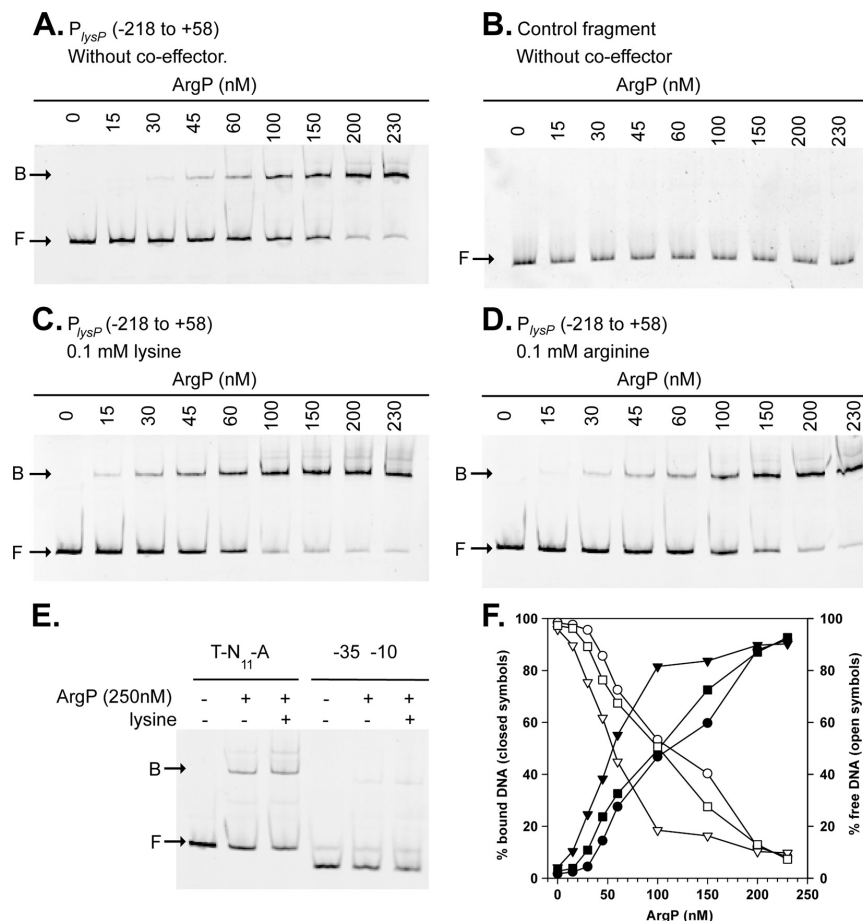 A. PlysP (-218 to +58)
Without co-effector.
ArgP (nM)
0 15 30 45 60 100 150 200 230
B
F
B. Control fragment
Without co-effector
ArgP (nM)
0 15 30 45 60 100 150 200 230
F
C. PlysP (-218 to +58)
0.1 mM lysine
ArgP (nM)
0 15 30 45 60 100 150 200 230
B
F
D. PlysP (-218 to +58)
0.1 mM arginine
ArgP (nM)
0 15 30 45 60 100 150 200 230
B
F
E.
T-N11-A -35 -10
ArgP (250nM) - + + - + +
lysine - - + - - +
B
F
F.
% bound DNA (closed symbols)
100
80
60
40
20
0
% free DNA (open symbols)
100
80
60
40
20
0
0 50 100 150 200 250
ArgP (nM)